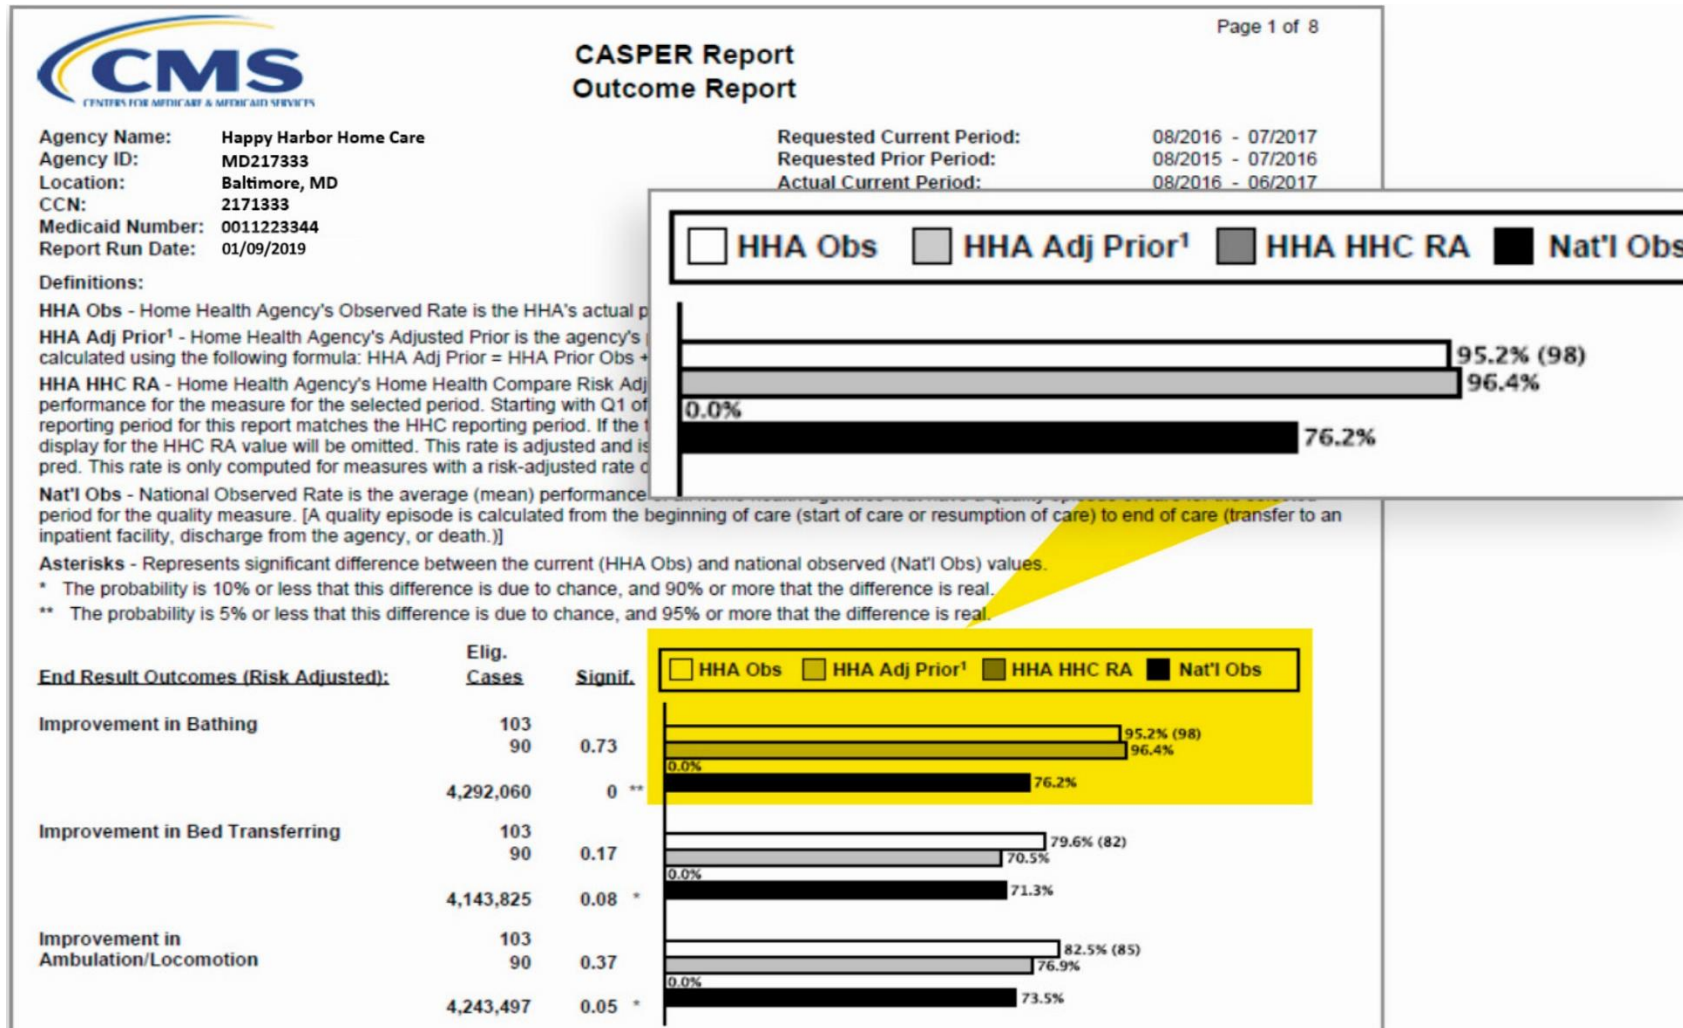 Page 1 of 8
CMS
CENTERS FOR MEDICARE & MEDICAID SERVICES
CASPER Report
Outcome Report
Agency Name: Happy Harbor Home Care
Agency ID: MD217333
Location: Baltimore, MD
CCN: 2171333
Medicaid Number: 0011223344
Report Run Date: 01/09/2019
Requested Current Period: 08/2016 - 07/2017
Requested Prior Period: 08/2015 - 07/2016
Actual Current Period: 08/2016 - 06/2017
HHA Obs HHA Adj Prior¹ HHA HHC RA Nat'l Obs
95.2% (98)
96.4%
0.0%
76.2%
Definitions:
HHA Obs - Home Health Agency's Observed Rate is the HHA's actual
HHA Adj Prior¹ - Home Health Agency's Adjusted Prior is the agency's
calculated using the following formula: HHA Adj Prior = HHA Prior Obs +
HHA HHC RA - Home Health Agency's Home Health Compare Risk Adj
performance for the measure for the selected period. Starting with Q1 of
reporting period for this report matches the HHC reporting period. If the
display for the HHC RA value will be omitted. This rate is adjusted and is
pred. This rate is only computed for measures with a risk-adjusted rate
Nat'l Obs - National Observed Rate is the average (mean) performance
period for the quality measure. [A quality episode is calculated from the beginning of care (start of care or resumption of care) to end of care (transfer to an
inpatient facility, discharge from the agency, or death.)]
Asterisks - Represents significant difference between the current (HHA Obs) and national observed (Nat'l Obs) values.
* The probability is 10% or less that this difference is due to chance, and 90% or more that the difference is real.
** The probability is 5% or less that this difference is due to chance, and 95% or more that the difference is real.
End Result Outcomes (Risk Adjusted): Elig. Cases Signif.
HHA Obs HHA Adj Prior¹ HHA HHC RA Nat'l Obs
Improvement in Bathing 103 95.2% (98)
90 0.73 96.4%
0.0%
4,292,060 0 ** 76.2%
Improvement in Bed Transferring 103 79.6% (82)
90 0.17 70.5%
0.0%
4,143,825 0.08 * 71.3%
Improvement in 103 82.5% (85)
Ambulation/Locomotion 90 0.37 76.9%
0.0%
4,243,497 0.05 * 73.5%